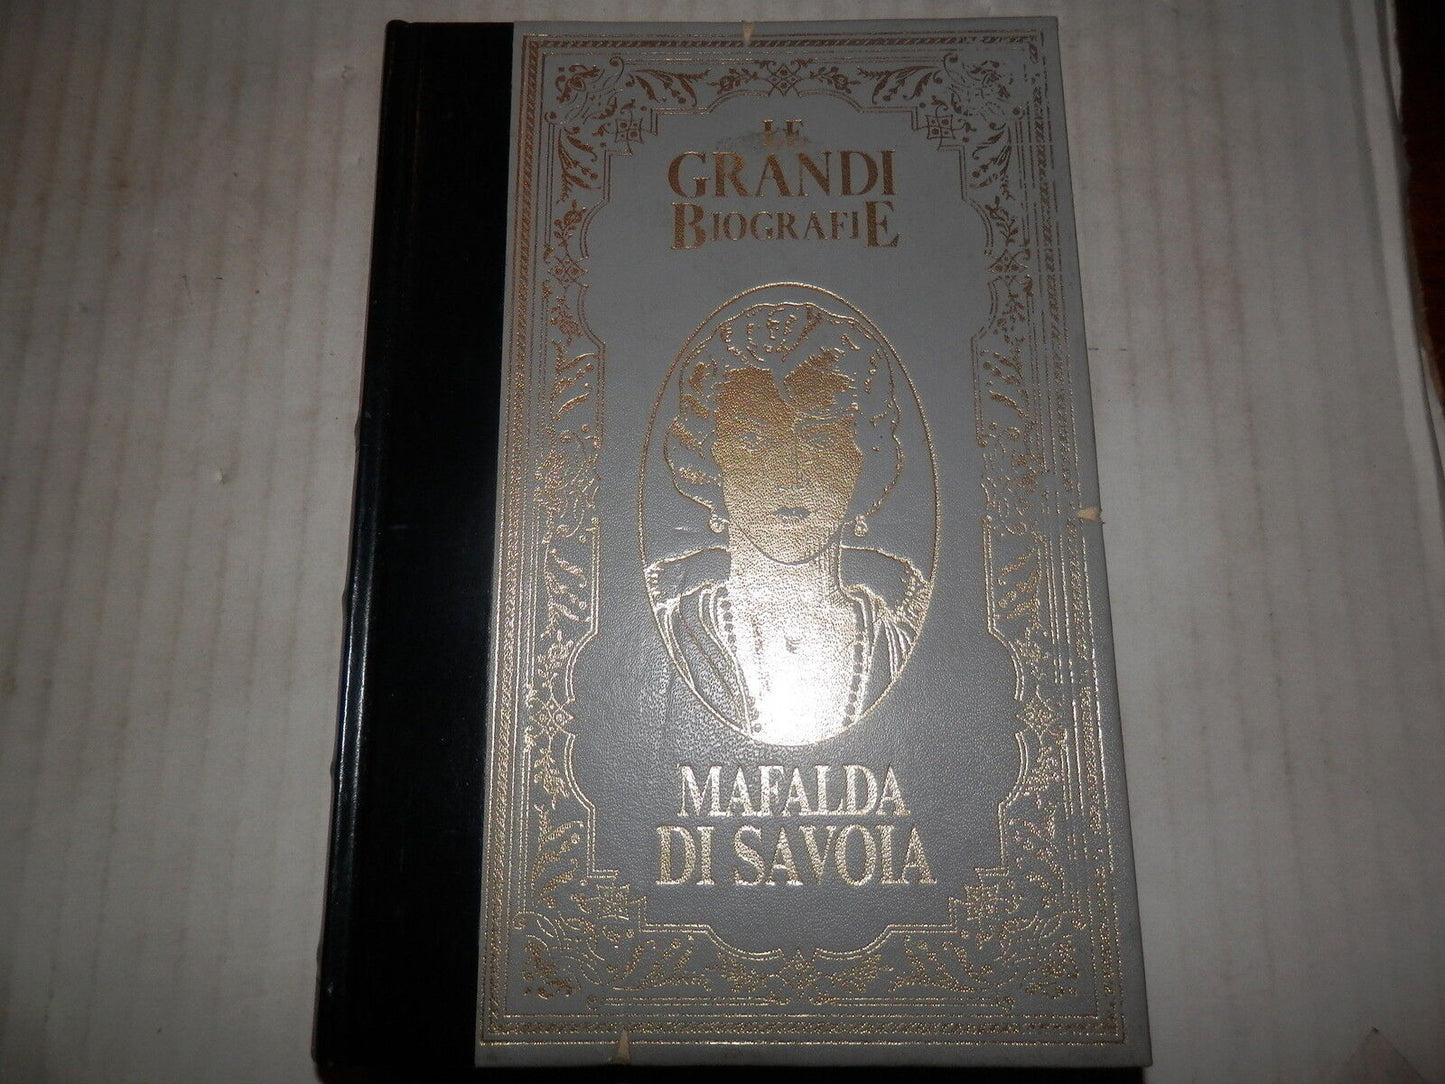 LE
GRANDI
BIOGRAFIE
MAFALDA
DI SAVOIA